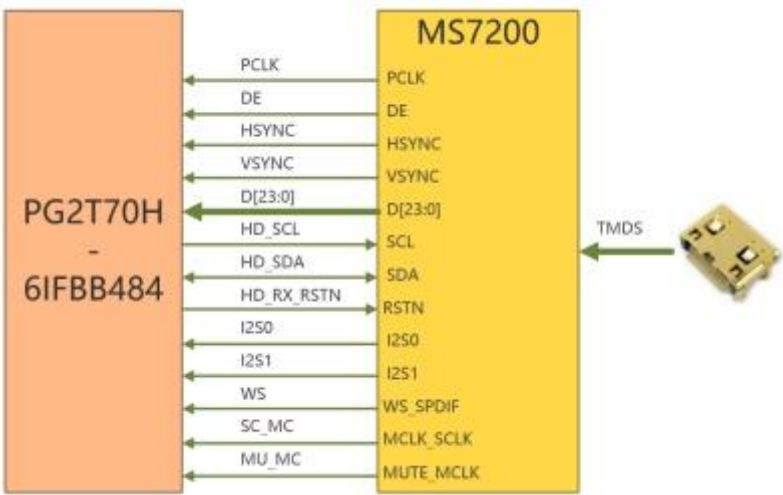 MS7200
PCLK
PCLK
DE
DE
HSYNC
HSYNC
VSYNC
VSYNC
D[23:0]
D[23:0]
PG2T70H
-
6IFBB484
HD_SCL
SCL
TMDS
HD_SDA
SDA
HD_RX_RSTN
RSTN
I2S0
I2S0
I2S1
I2S1
WS
WS_SPDIF
SC_MC
MCLK_SCLK
MU_MC
MUTE_MCLK